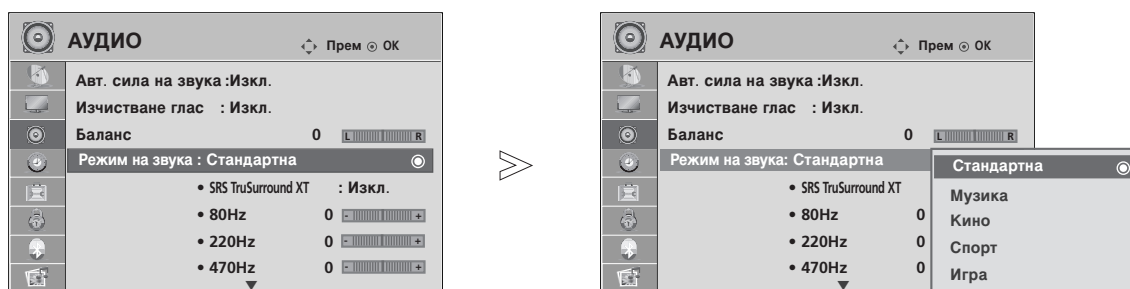 АУДИО Прем OK
Авт. сила на звука :Изкл.
Изчистване глас : Изкл.
Баланс 0 L R
Режим на звука : Стандартна
• SRS TruSurround XT : Изкл.
• 80Hz 0 - +
• 220Hz 0 - +
• 470Hz 0 - +
АУДИО Прем OK
Авт. сила на звука :Изкл.
Изчистване глас : Изкл.
Баланс 0 L R
Режим на звука: Стандартна
• SRS TruSurround XT
• 80Hz 0
• 220Hz 0
• 470Hz 0
Стандартна
Музика
Кино
Спорт
Игра